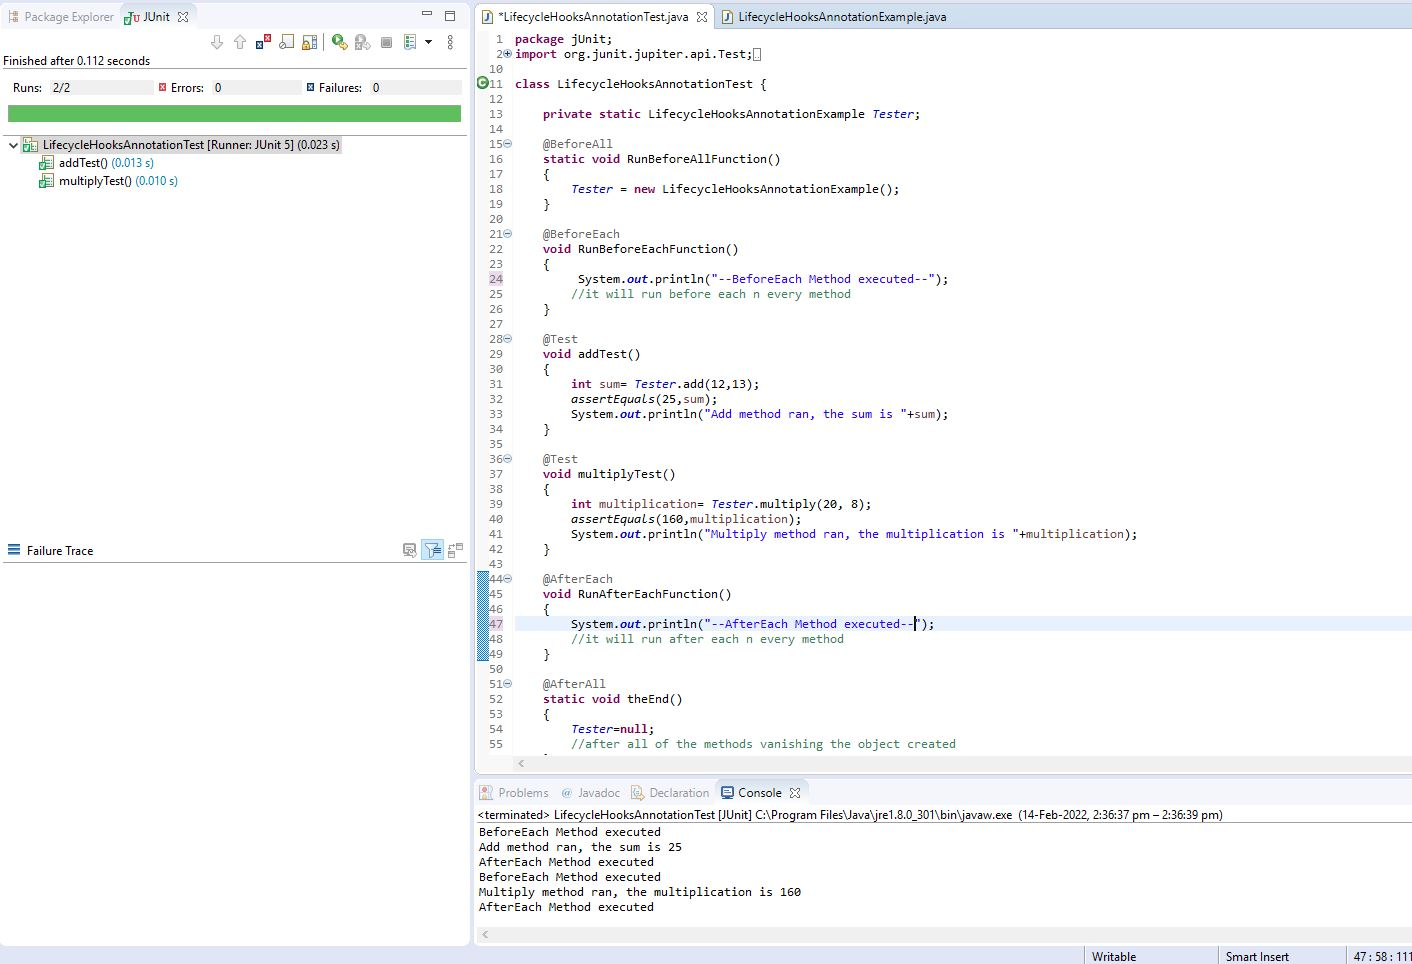 Package Explorer JUnit
Finished after 0.112 seconds
Runs: 2/2 Errors: 0 Failures: 0
LifecycleHooksAnnotationTest [Runner: JUnit 5] (0.023 s)
addTest() (0.013 s)
multiplyTest() (0.010 s)
Failure Trace
*LifecycleHooksAnnotationTest.java LifecycleHooksAnnotationExample.java
1 package jUnit;
2 import org.junit.jupiter.api.Test;
10
11 class LifecycleHooksAnnotationTest {
12
13 private static LifecycleHooksAnnotationExample Tester;
14
15 @BeforeAll
16 static void RunBeforeAllFunction()
17 {
18 Tester = new LifecycleHooksAnnotationExample();
19 }
20
21 @BeforeEach
22 void RunBeforeEachFunction()
23 {
24 System.out.println("--BeforeEach Method executed--");
25 //it will run before each n every method
26 }
27
28 @Test
29 void addTest()
30 {
31 int sum= Tester.add(12,13);
32 assertEquals(25,sum);
33 System.out.println("Add method ran, the sum is "+sum);
34 }
35
36 @Test
37 void multiplyTest()
38 {
39 int multiplication= Tester.multiply(20, 8);
40 assertEquals(160,multiplication);
41 System.out.println("Multiply method ran, the multiplication is "+multiplication);
42 }
43
44 @AfterEach
45 void RunAfterEachFunction()
46 {
47 System.out.println("--AfterEach Method executed--");
48 //it will run after each n every method
49 }
50
51 @AfterAll
52 static void theEnd()
53 {
54 Tester=null;
55 //after all of the methods vanishing the object created
Problems Javadoc Declaration Console
<terminated> LifecycleHooksAnnotationTest [JUnit] C:\Program Files\Java\jre1.8.0_301\bin\javaw.exe (14-Feb-2022, 2:36:37 pm – 2:36:39 pm)
BeforeEach Method executed
Add method ran, the sum is 25
AfterEach Method executed
BeforeEach Method executed
Multiply method ran, the multiplication is 160
AfterEach Method executed
Writable Smart Insert 47 : 58 : 111